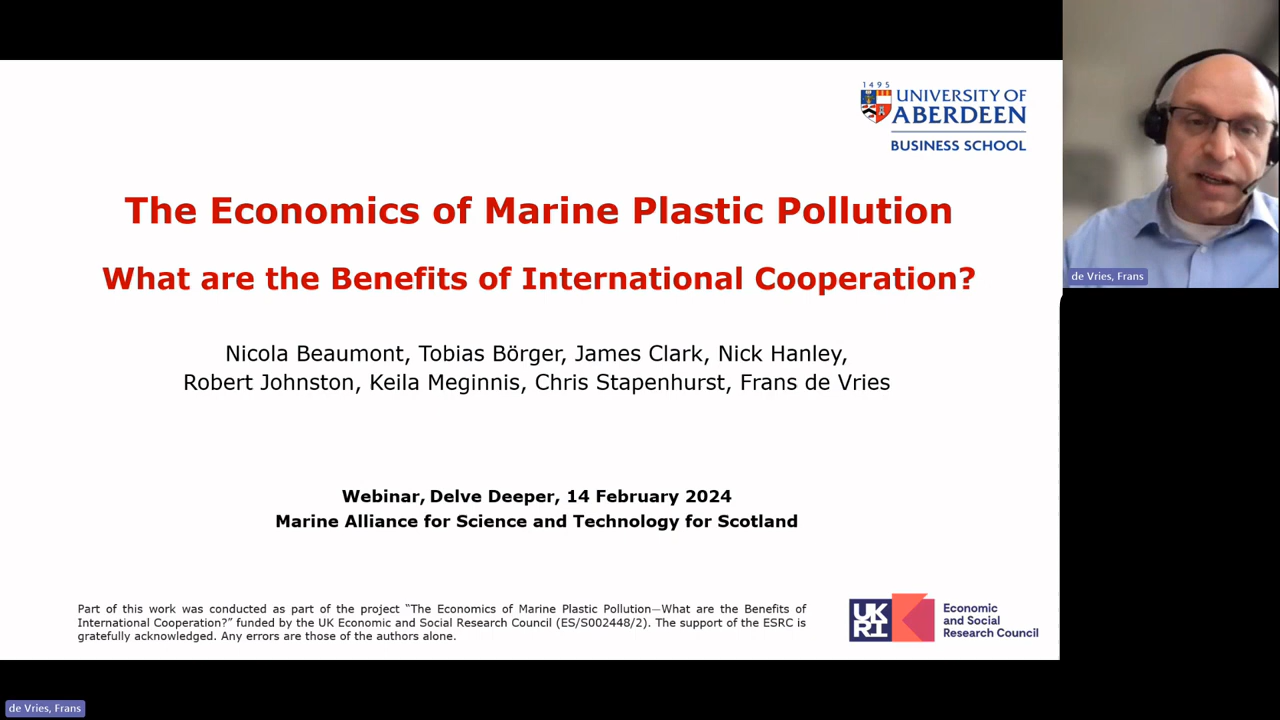 1495
UNIVERSITY OF
ABERDEEN
BUSINESS SCHOOL
The Economics of Marine Plastic Pollution
What are the Benefits of International Cooperation?
Nicola Beaumont, Tobias Börger, James Clark, Nick Hanley,
Robert Johnston, Keila Meginnis, Chris Stapenhurst, Frans de Vries
Webinar, Delve Deeper, 14 February 2024
Marine Alliance for Science and Technology for Scotland
Part of this work was conducted as part of the project “The Economics of Marine Plastic Pollution—What are the Benefits of
International Cooperation?” funded by the UK Economic and Social Research Council (ES/S002448/2). The support of the ESRC is
gratefully acknowledged. Any errors are those of the authors alone.
UK
RI
Economic
and Social
Research Council
de Vries, Frans
de Vries, Frans